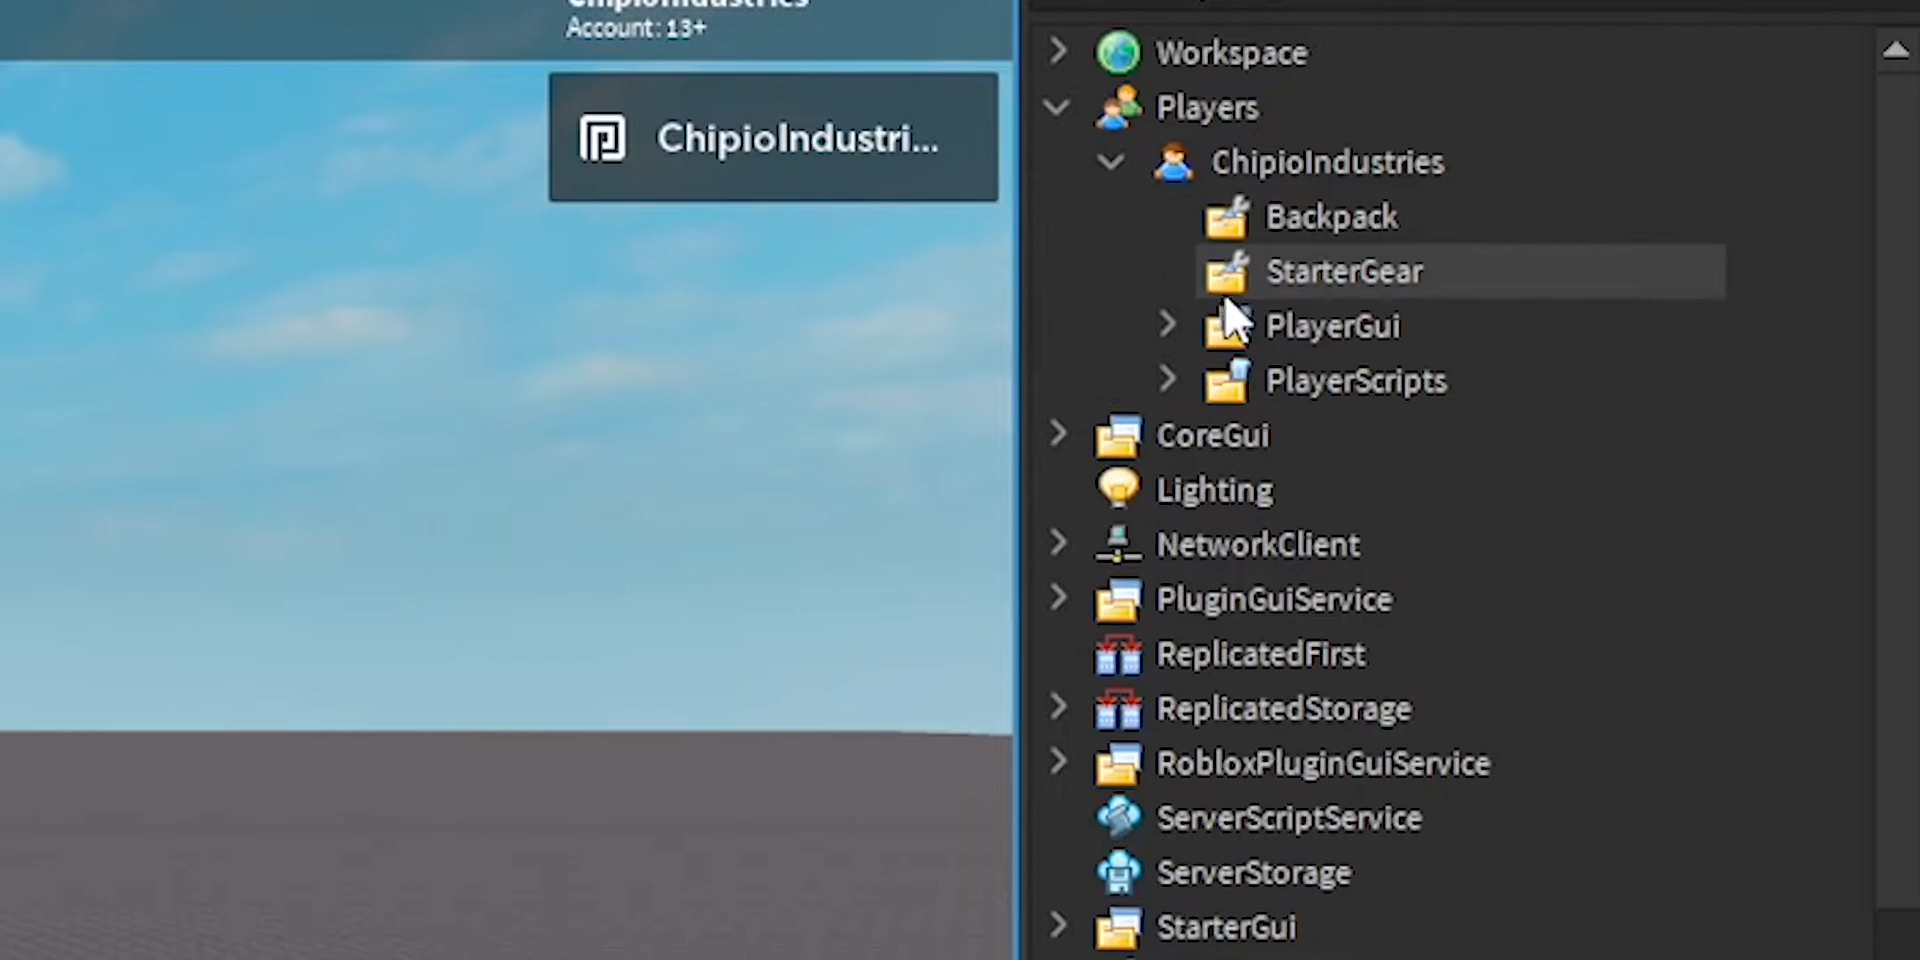 ChipioIndustries
Account: 13+
ChipioIndustri...
Workspace
Players
ChipioIndustries
Backpack
StarterGear
PlayerGui
PlayerScripts
CoreGui
Lighting
NetworkClient
PluginGuiService
ReplicatedFirst
ReplicatedStorage
RobloxPluginGuiService
ServerScriptService
ServerStorage
StarterGui